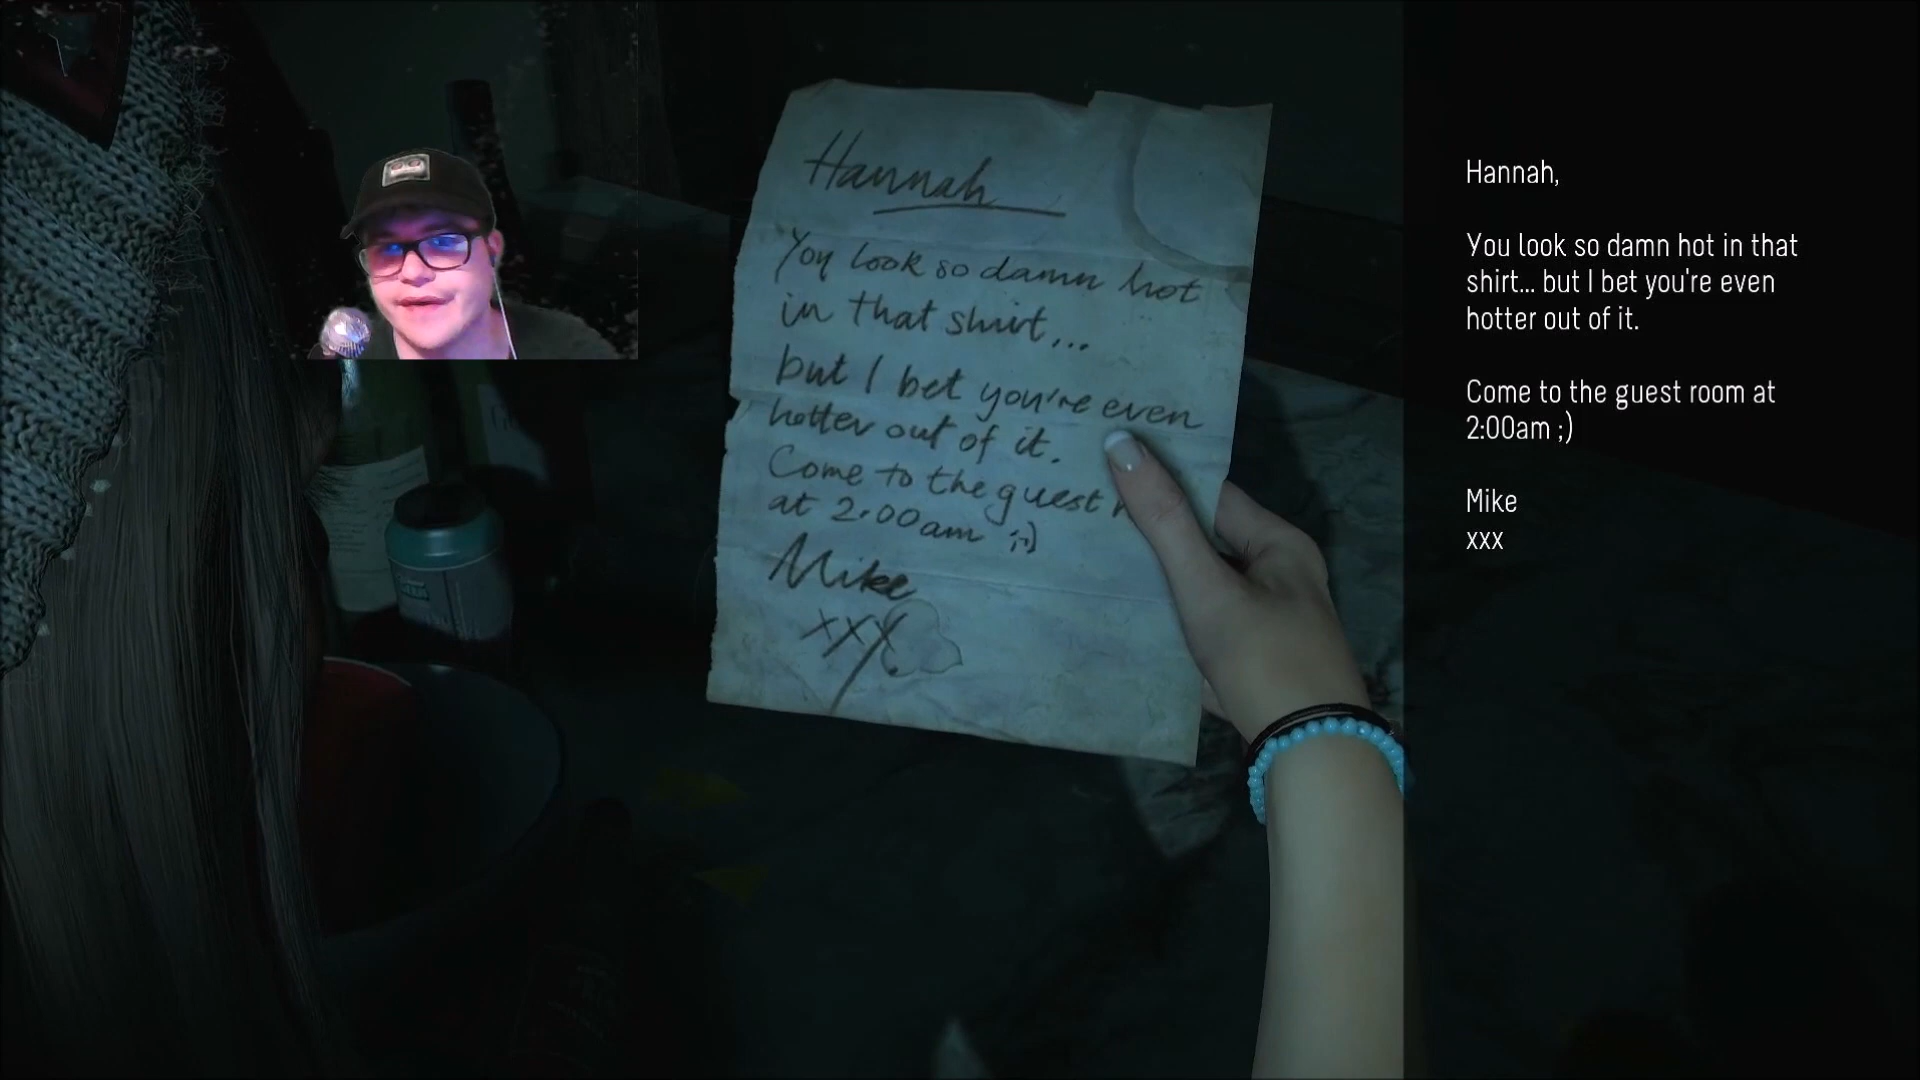 Hannah
You look so damn hot
in that shirt...
but I bet you're even
hotter out of it.
Come to the guest
at 2.00am ;)
Mike
xxx
Hannah,
You look so damn hot in that
shirt... but I bet you're even
hotter out of it.
Come to the guest room at
2:00am ;)
Mike
xxx